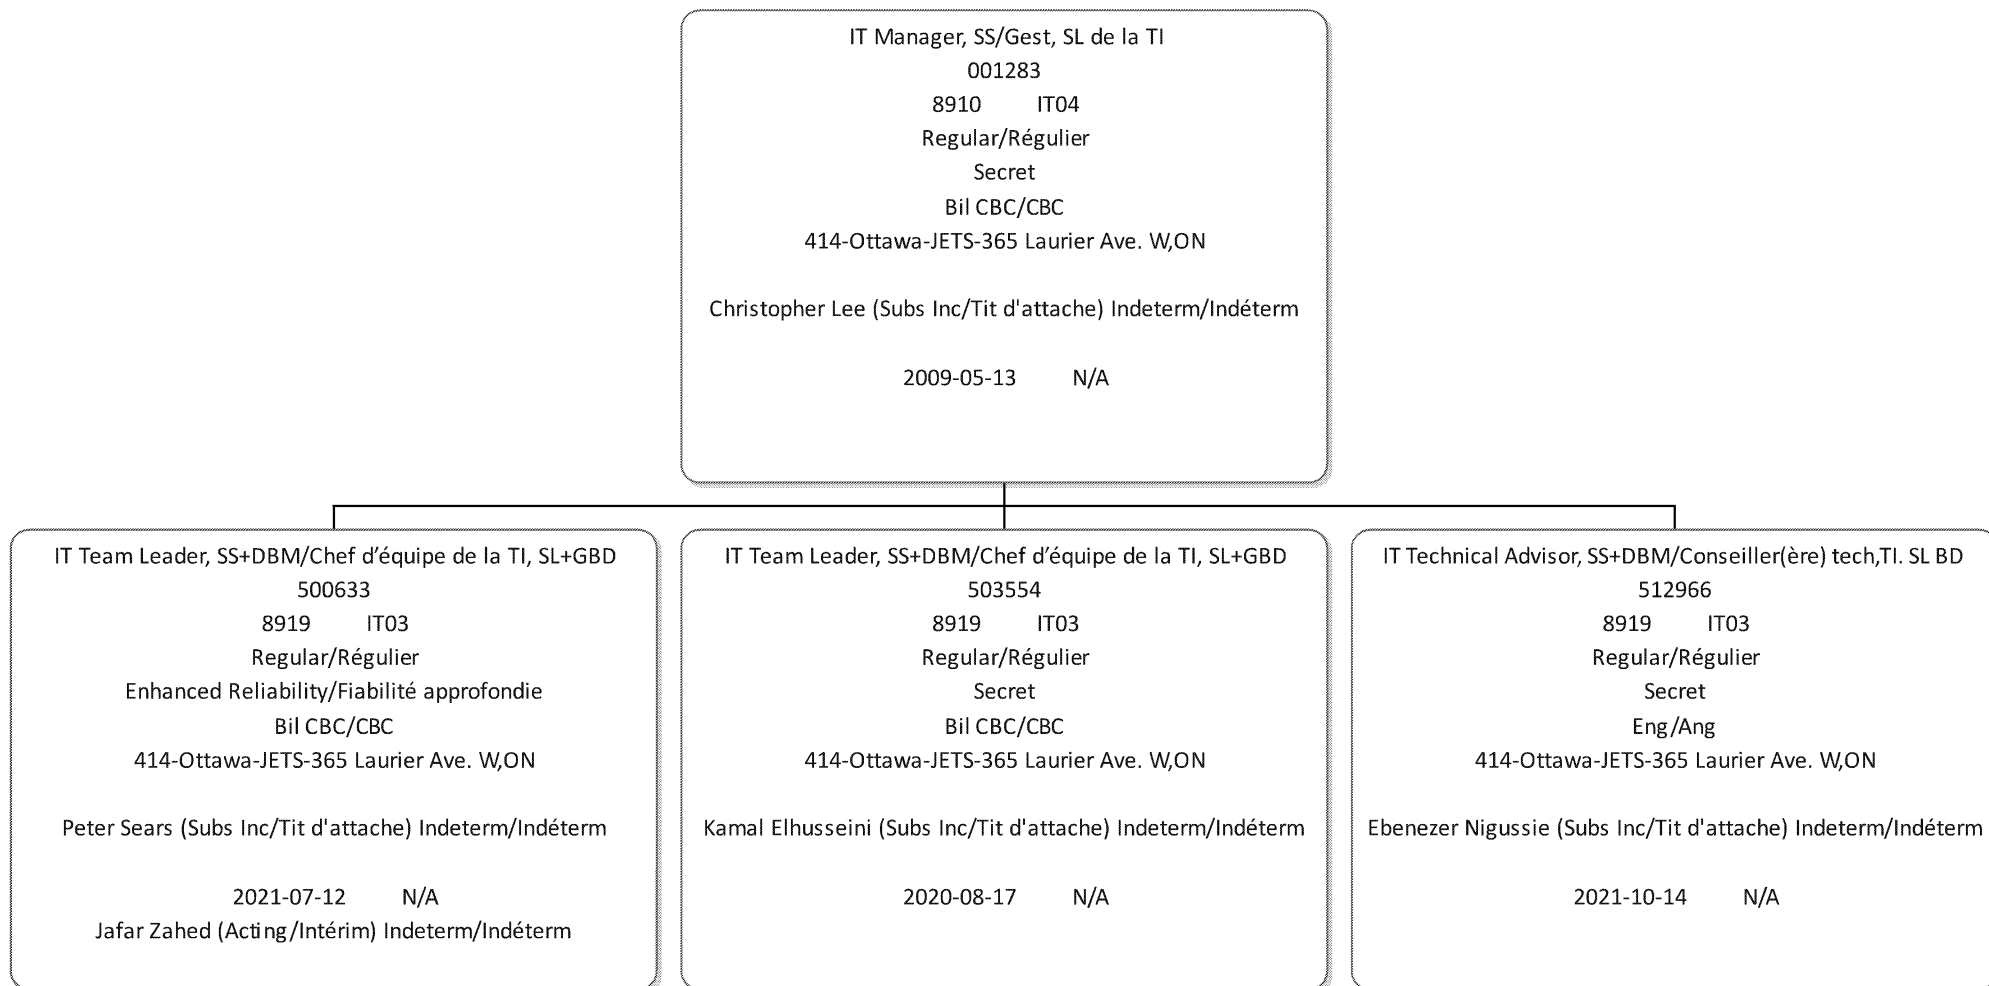 IT Manager, SS/Gest, SL de la TI
001283
8910 IT04
Regular/Régulier
Secret
Bil CBC/CBC
414-Ottawa-JETS-365 Laurier Ave. W,ON
Christopher Lee (Subs Inc/Tit d'attache) Indeterm/Indéterm
2009-05-13 N/A
IT Team Leader, SS+DBM/Chef d’équipe de la TI, SL+GBD
500633
8919 IT03
Regular/Régulier
Enhanced Reliability/Fiabilité approfondie
Bil CBC/CBC
414-Ottawa-JETS-365 Laurier Ave. W,ON
Peter Sears (Subs Inc/Tit d'attache) Indeterm/Indéterm
2021-07-12 N/A
Jafar Zahed (Acting/Intérim) Indeterm/Indéterm
IT Team Leader, SS+DBM/Chef d’équipe de la TI, SL+GBD
503554
8919 IT03
Regular/Régulier
Secret
Bil CBC/CBC
414-Ottawa-JETS-365 Laurier Ave. W,ON
Kamal Elhusseini (Subs Inc/Tit d'attache) Indeterm/Indéterm
2020-08-17 N/A
IT Technical Advisor, SS+DBM/Conseiller(ère) tech,TI. SL BD
512966
8919 IT03
Regular/Régulier
Secret
Eng/Ang
414-Ottawa-JETS-365 Laurier Ave. W,ON
Ebenezer Nigussie (Subs Inc/Tit d'attache) Indeterm/Indéterm
2021-10-14 N/A